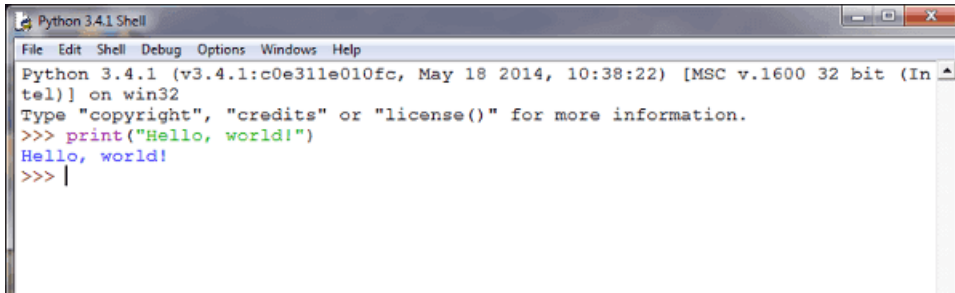 Python 3.4.1 Shell
File Edit Shell Debug Options Windows Help
Python 3.4.1 (v3.4.1:c0e311e010fc, May 18 2014, 10:38:22) [MSC v.1600 32 bit (In
tel)] on win32
Type "copyright", "credits" or "license()" for more information.
>>> print("Hello, world!")
Hello, world!
>>>